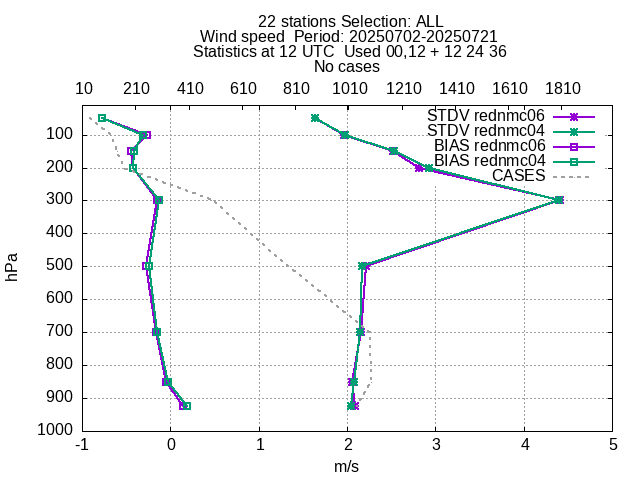 22 stations Selection: ALL
Wind speed  Period: 20250702-20250721
Statistics at 12 UTC  Used 00,12 + 12 24 36
No cases
10 210 410 610 810 1010 1210 1410 1610 1810
STDV rednmc06
STDV rednmc04
BIAS rednmc06
BIAS rednmc04
CASES
100
200
300
400
500
600
700
800
900
1000
hPa
-1 0 1 2 3 4 5
m/s